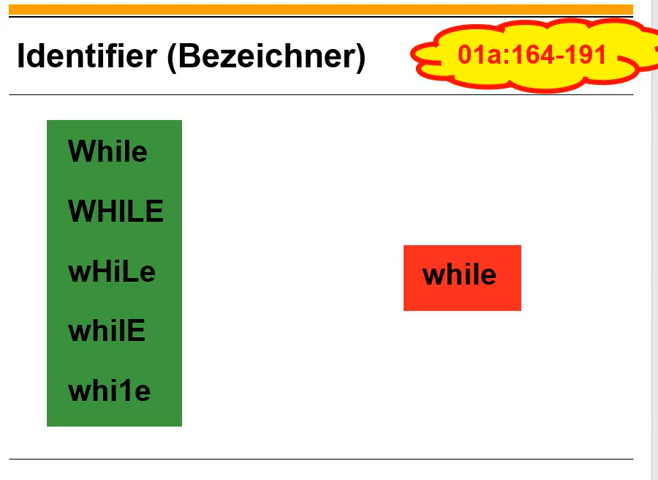 Identifier (Bezeichner)
01a:164-191
While
WHILE
wHiLe
whilE
whi1e
while